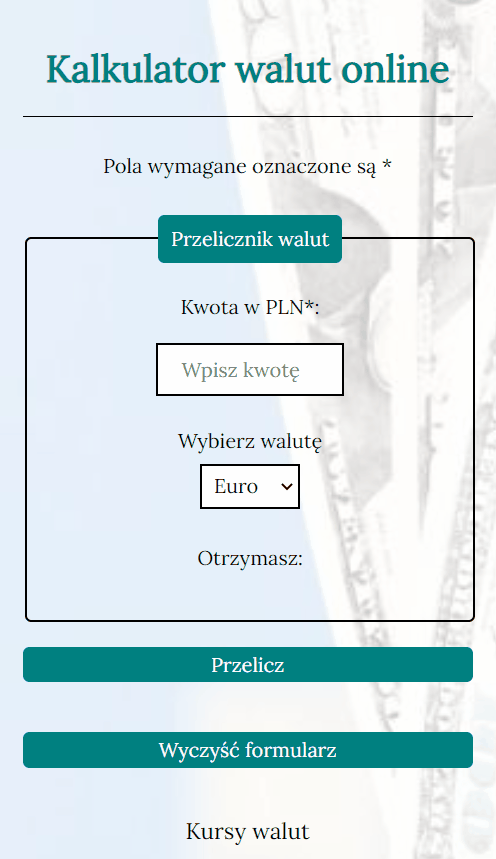 Kalkulator walut online
Pola wymagane oznaczone są *
Przelicznik walut
Kwota w PLN*:
Wpisz kwotę
Wybierz walutę
Euro
Otrzymasz:
Przelicz
Wyczyść formularz
Kursy walut